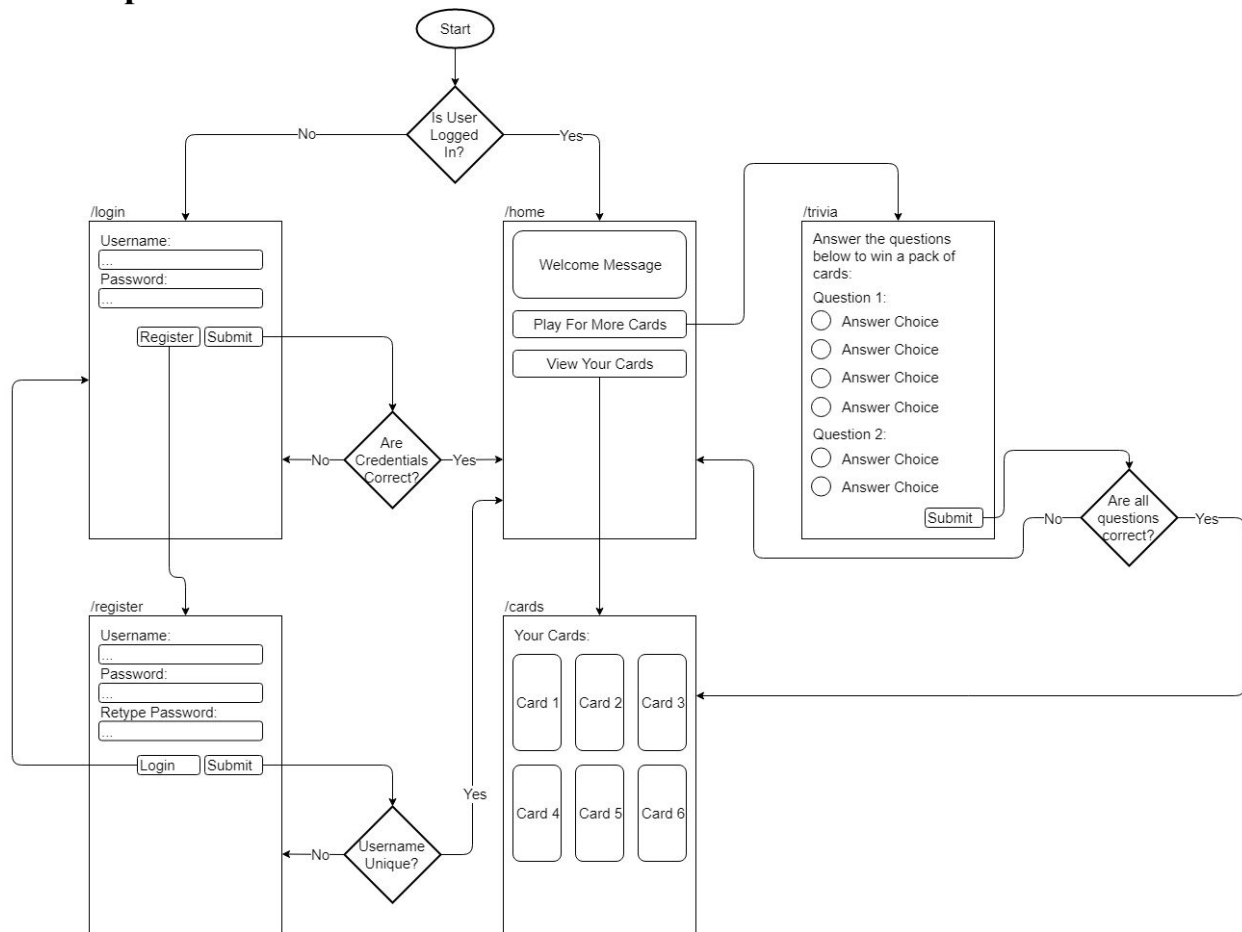 Start
Is User
Logged
In?
No
Yes
/login
Username:
...
Password:
...
Register
Submit
Are
Credentials
Correct?
No
Yes
/home
Welcome Message
Play For More Cards
View Your Cards
/trivia
Answer the questions
below to win a pack of
cards:
Question 1:
Answer Choice
Answer Choice
Answer Choice
Answer Choice
Question 2:
Answer Choice
Answer Choice
Submit
Are all
questions
correct?
No
Yes
/register
Username:
...
Password:
...
Retype Password:
...
Login
Submit
Username
Unique?
No
Yes
/cards
Your Cards:
Card 1
Card 2
Card 3
Card 4
Card 5
Card 6